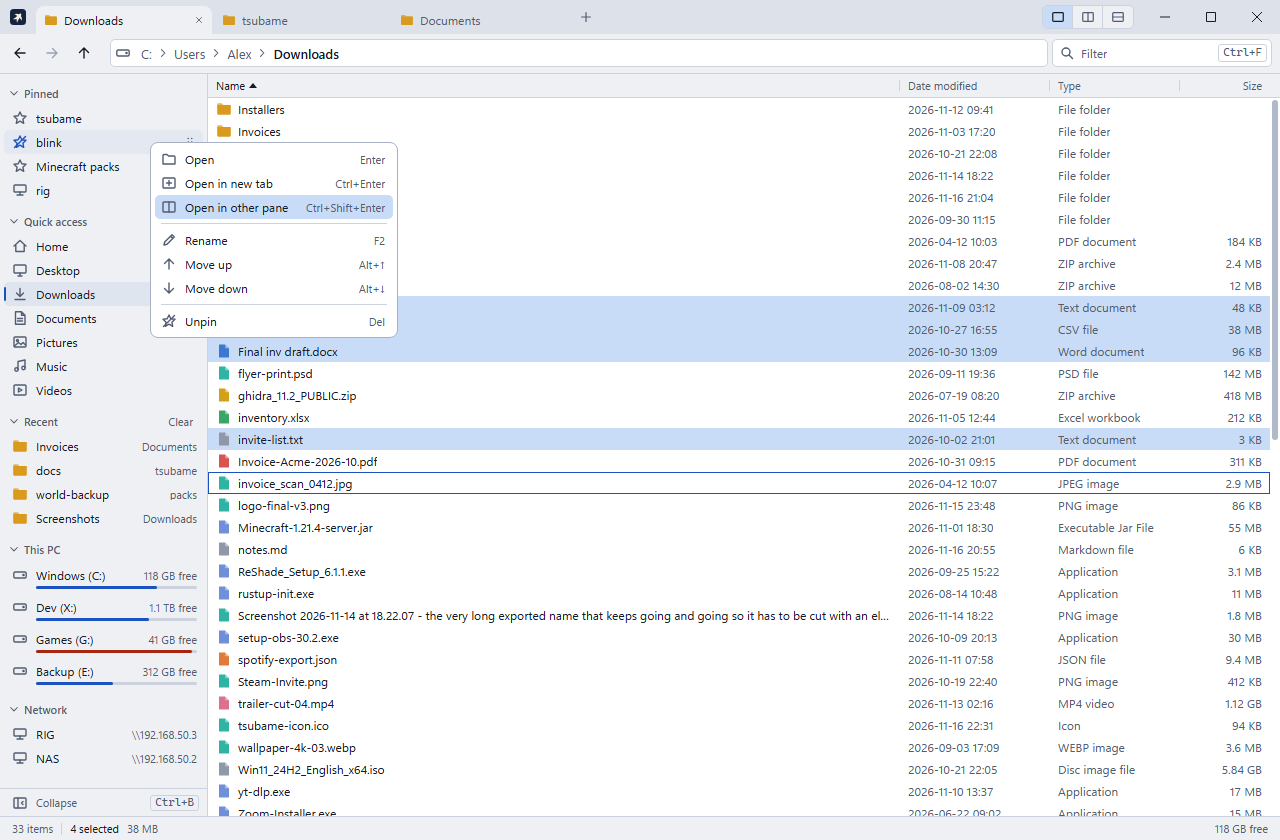 Downloads
tsubame
Documents
C: Users Alex Downloads
Filter Ctrl+F
Pinned
tsubame
blink
Minecraft packs
rig
Quick access
Home
Desktop
Downloads
Documents
Pictures
Music
Videos
Recent Clear
Invoices Documents
docs tsubame
world-backup packs
Screenshots Downloads
This PC
Windows (C:) 118 GB free
Dev (X:) 1.1 TB free
Games (G:) 41 GB free
Backup (E:) 312 GB free
Network
RIG \\192.168.50.3
NAS \\192.168.50.2
Collapse Ctrl+B
Open Enter
Open in new tab Ctrl+Enter
Open in other pane Ctrl+Shift+Enter
Rename F2
Move up Alt+↑
Move down Alt+↓
Unpin Del
Name Date modified Type Size
Installers 2026-11-12 09:41 File folder
Invoices 2026-11-03 17:20 File folder
2026-10-21 22:08 File folder
2026-11-14 18:22 File folder
2026-11-16 21:04 File folder
2026-09-30 11:15 File folder
2026-04-12 10:03 PDF document 184 KB
2026-11-08 20:47 ZIP archive 2.4 MB
2026-08-02 14:30 ZIP archive 12 MB
2026-11-09 03:12 Text document 48 KB
2026-10-27 16:55 CSV file 38 MB
Final inv draft.docx 2026-10-30 13:09 Word document 96 KB
flyer-print.psd 2026-09-11 19:36 PSD file 142 MB
ghidra_11.2_PUBLIC.zip 2026-07-19 08:20 ZIP archive 418 MB
inventory.xlsx 2026-11-05 12:44 Excel workbook 212 KB
invite-list.txt 2026-10-02 21:01 Text document 3 KB
Invoice-Acme-2026-10.pdf 2026-10-31 09:15 PDF document 311 KB
invoice_scan_0412.jpg 2026-04-12 10:07 JPEG image 2.9 MB
logo-final-v3.png 2026-11-15 23:48 PNG image 86 KB
Minecraft-1.21.4-server.jar 2026-11-01 18:30 Executable Jar File 55 MB
notes.md 2026-11-16 20:55 Markdown file 6 KB
ReShade_Setup_6.1.1.exe 2026-09-25 15:22 Application 3.1 MB
rustup-init.exe 2026-08-14 10:48 Application 11 MB
Screenshot 2026-11-14 at 18.22.07 - the very long exported name that keeps going and going so it has to be cut with an el... 2026-11-14 18:22 PNG image 1.8 MB
setup-obs-30.2.exe 2026-10-09 20:13 Application 30 MB
spotify-export.json 2026-11-11 07:58 JSON file 9.4 MB
Steam-Invite.png 2026-10-19 22:40 PNG image 412 KB
trailer-cut-04.mp4 2026-11-13 02:16 MP4 video 1.12 GB
tsubame-icon.ico 2026-11-16 22:31 Icon 94 KB
wallpaper-4k-03.webp 2026-09-03 17:09 WEBP image 3.6 MB
Win11_24H2_English_x64.iso 2026-10-21 22:05 Disc image file 5.84 GB
yt-dlp.exe 2026-11-10 13:37 Application 17 MB
Zoom-Installer.exe 2026-06-22 09:02 Application 15 MB
33 items 4 selected 38 MB 118 GB free